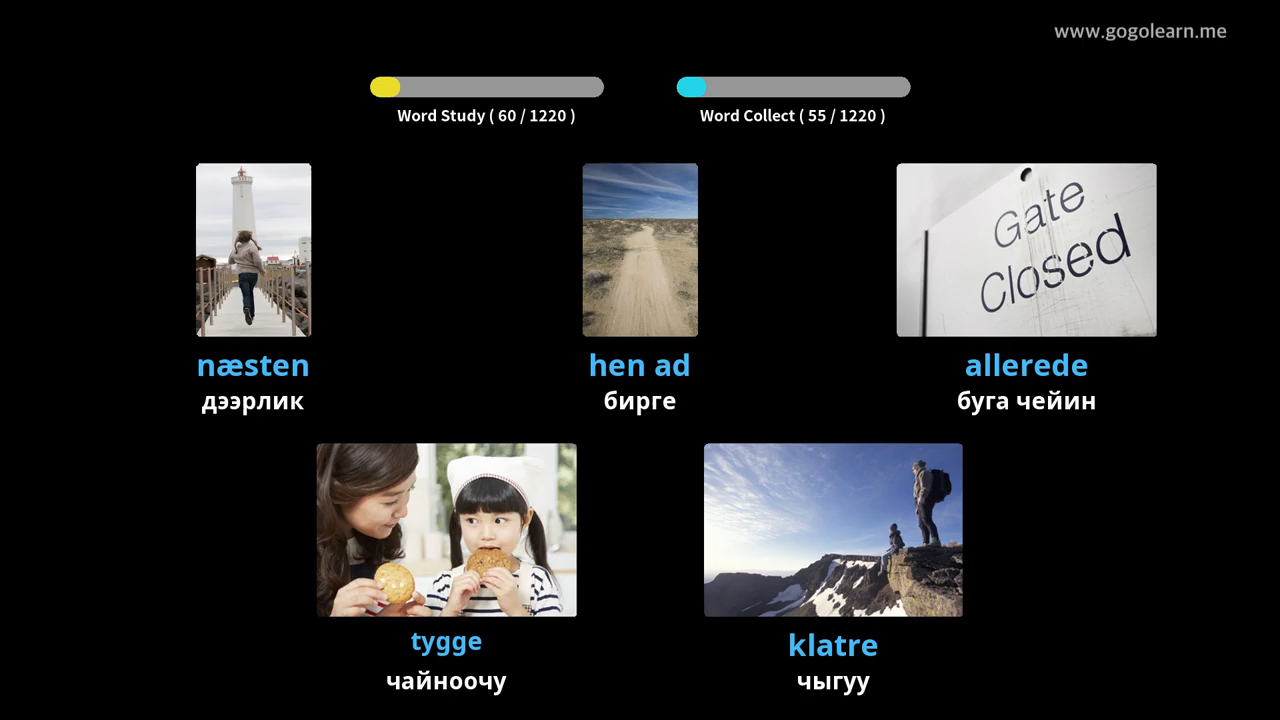 www.gogolearn.me
Word Study ( 60 / 1220 )
Word Collect ( 55 / 1220 )
Gate
Closed
næsten
hen ad
allerede
дээрлик
бирге
буга чейин
tygge
klatre
чайноочу
чыгуу